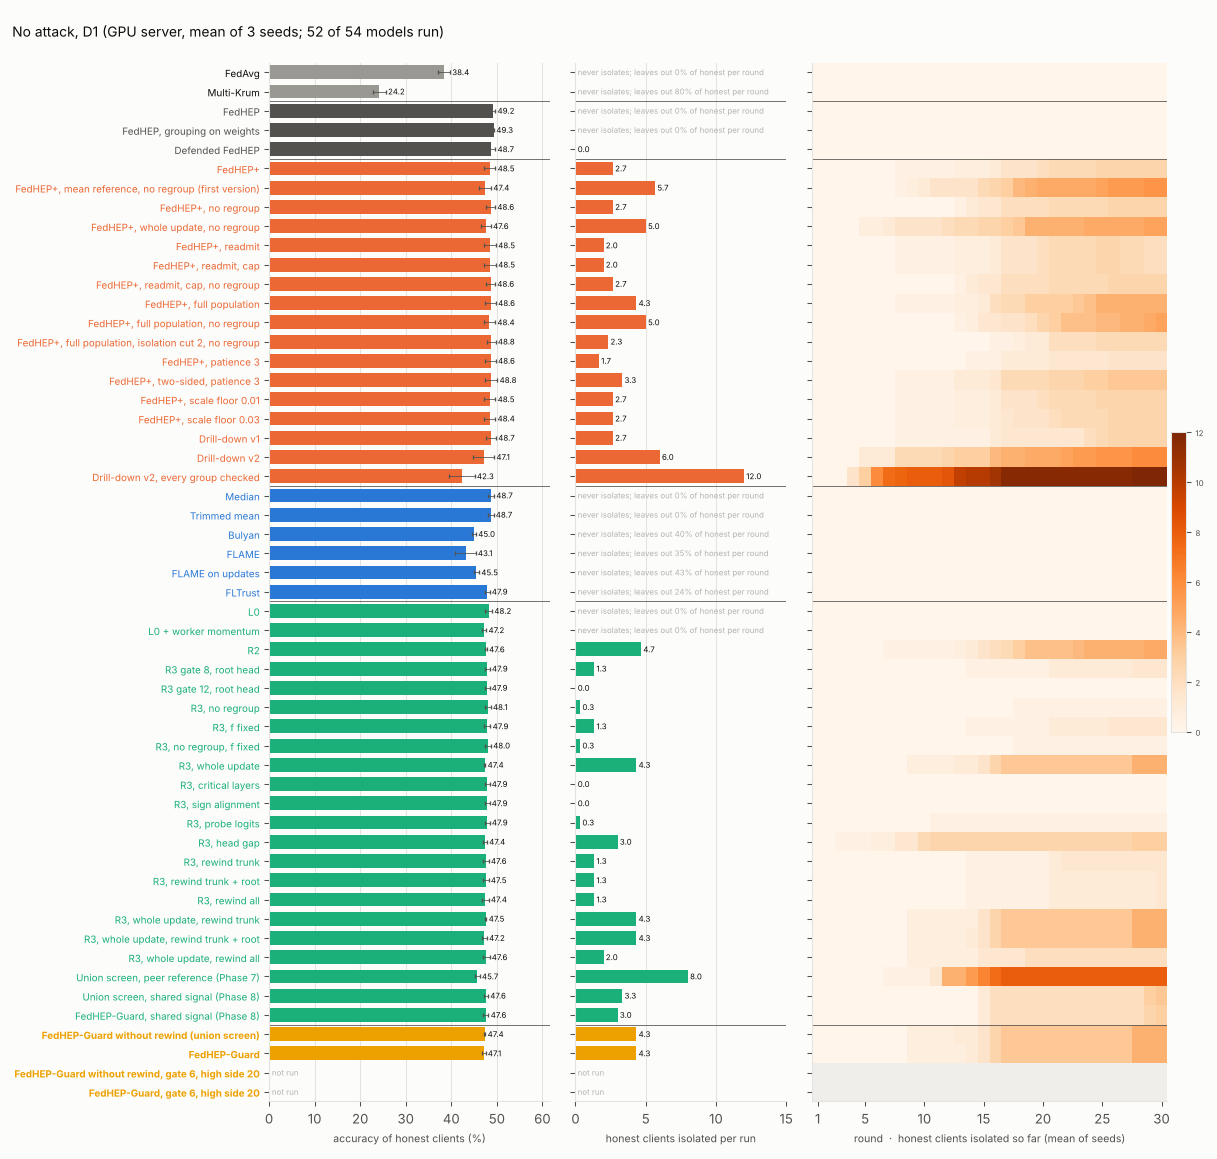 No attack, D1 (GPU server, mean of 3 seeds; 52 of 54 models run)
FedAvg 38.4 never isolates; leaves out 0% of honest per round
Multi-Krum 24.2 never isolates; leaves out 80% of honest per round
FedHEP 49.2 never isolates; leaves out 0% of honest per round
FedHEP, grouping on weights 49.3 never isolates; leaves out 0% of honest per round
Defended FedHEP 48.7 0.0
FedHEP+ 48.5 2.7
FedHEP+, mean reference, no regroup (first version) 47.4 5.7
FedHEP+, no regroup 48.6 2.7
FedHEP+, whole update, no regroup 47.6 5.0
FedHEP+, readmit 48.5 2.0
FedHEP+, readmit, cap 48.5 2.0
FedHEP+, readmit, cap, no regroup 48.6 2.7
FedHEP+, full population 48.6 4.3
FedHEP+, full population, no regroup 48.4 5.0
FedHEP+, full population, isolation cut 2, no regroup 48.8 2.3
FedHEP+, patience 3 48.6 1.7
FedHEP+, two-sided, patience 3 48.8 3.3
FedHEP+, scale floor 0.01 48.5 2.7
FedHEP+, scale floor 0.03 48.4 2.7
Drill-down v1 48.7 2.7
Drill-down v2 47.1 6.0
Drill-down v2, every group checked 42.3 12.0
Median 48.7 never isolates; leaves out 0% of honest per round
Trimmed mean 48.7 never isolates; leaves out 0% of honest per round
Bulyan 45.0 never isolates; leaves out 40% of honest per round
FLAME 43.1 never isolates; leaves out 35% of honest per round
FLAME on updates 45.5 never isolates; leaves out 43% of honest per round
FLTrust 47.9 never isolates; leaves out 24% of honest per round
L0 48.2 never isolates; leaves out 0% of honest per round
L0 + worker momentum 47.2 never isolates; leaves out 0% of honest per round
R2 47.6 4.7
R3 gate 8, root head 47.9 1.3
R3 gate 12, root head 47.9 0.0
R3, no regroup 48.1 0.3
R3, f fixed 47.9 1.3
R3, no regroup, f fixed 48.0 0.3
R3, whole update 47.4 4.3
R3, critical layers 47.9 0.0
R3, sign alignment 47.9 0.0
R3, probe logits 47.9 0.3
R3, head gap 47.4 3.0
R3, rewind trunk 47.6 1.3
R3, rewind trunk + root 47.5 1.3
R3, rewind all 47.4 1.3
R3, whole update, rewind trunk 47.5 4.3
R3, whole update, rewind trunk + root 47.2 4.3
R3, whole update, rewind all 47.6 2.0
Union screen, peer reference (Phase 7) 45.7 8.0
Union screen, shared signal (Phase 8) 47.6 3.3
FedHEP-Guard, shared signal (Phase 8) 47.6 3.0
FedHEP-Guard without rewind (union screen) 47.4 4.3
FedHEP-Guard 47.1 4.3
FedHEP-Guard without rewind, gate 6, high side 20 not run not run
FedHEP-Guard, gate 6, high side 20 not run not run
0 10 20 30 40 50 60
accuracy of honest clients (%)
0 5 10 15
honest clients isolated per run
1 5 10 15 20 25 30
round · honest clients isolated so far (mean of seeds)
12
10
8
6
4
2
0